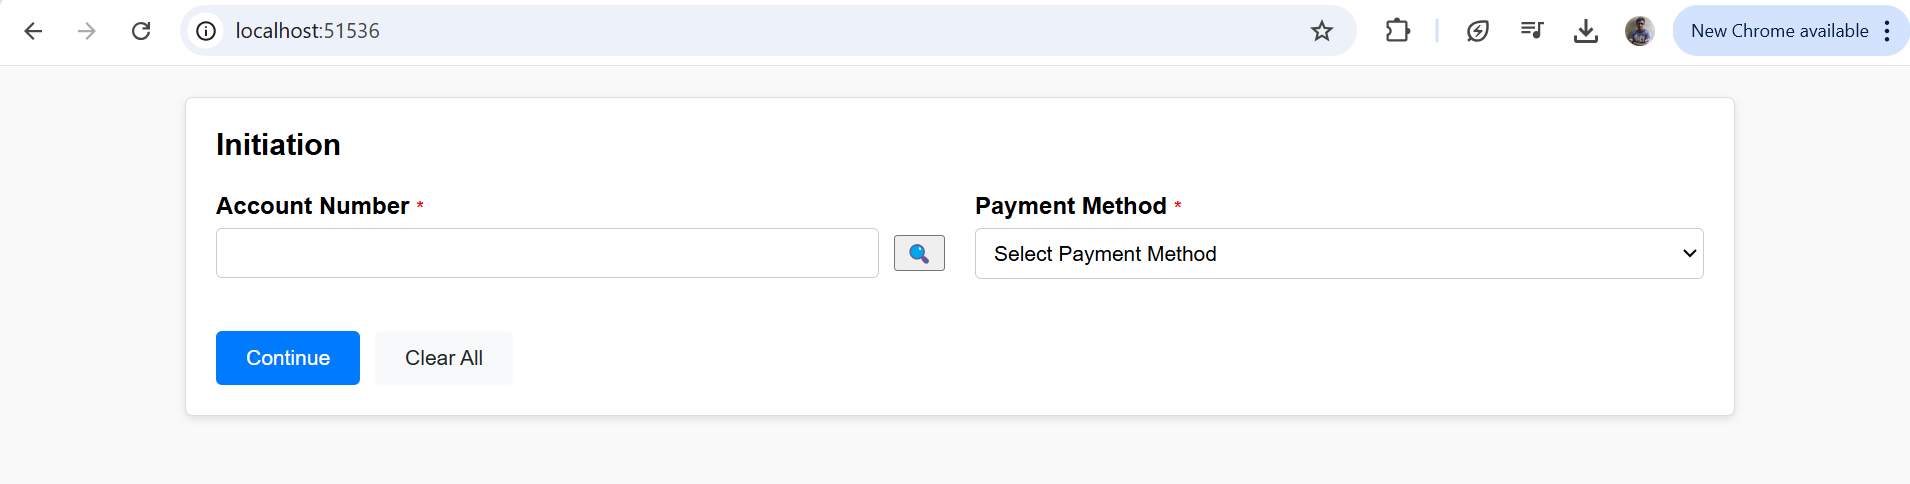 localhost:51536
New Chrome available
Initiation
Account Number *
Payment Method *
Select Payment Method
Continue
Clear All